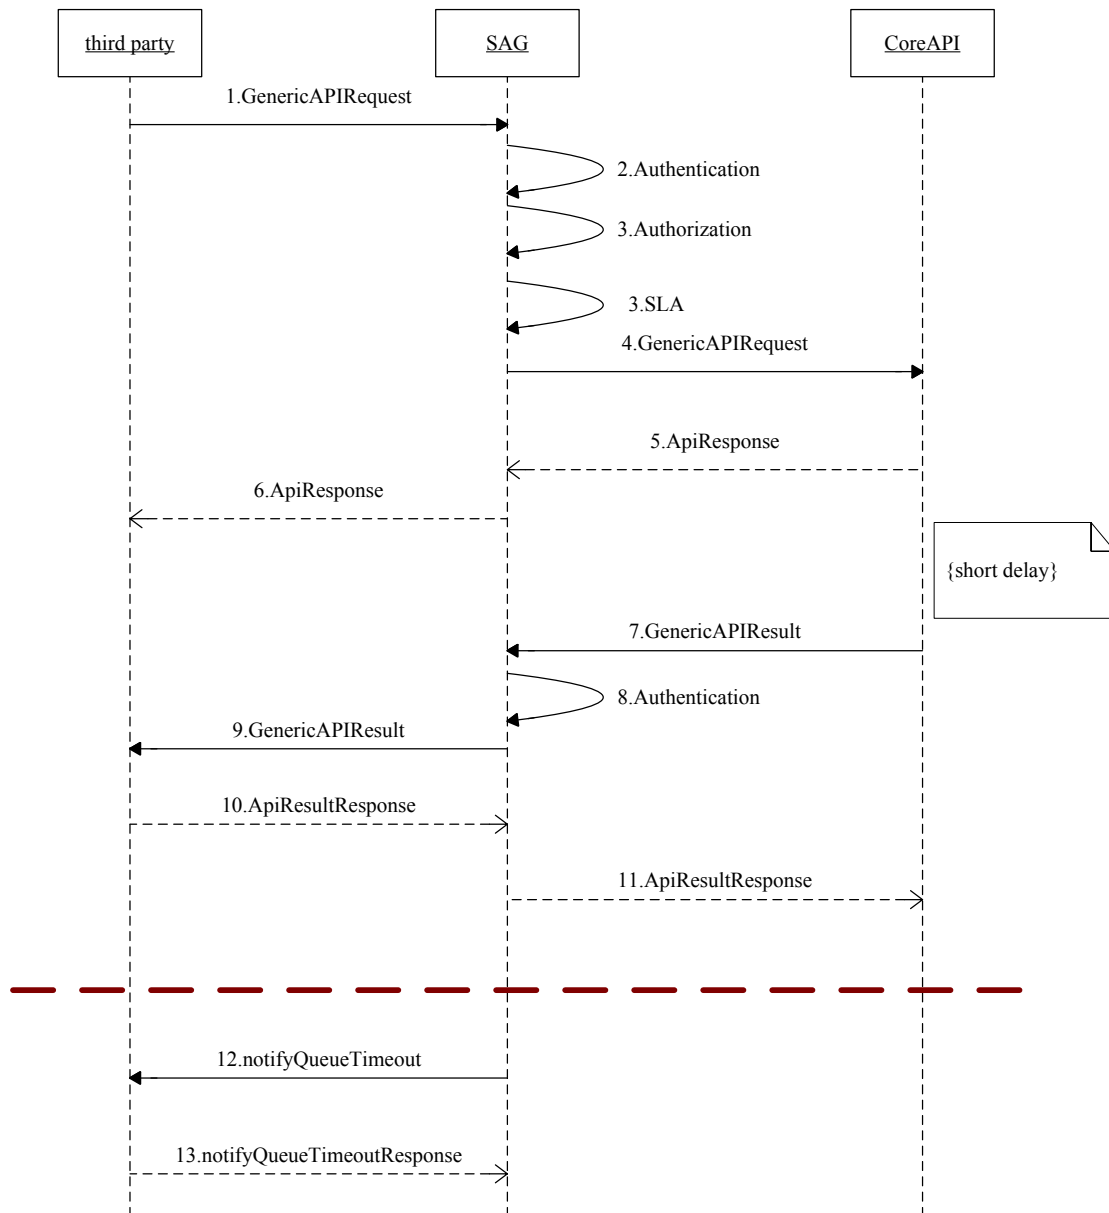 third party
SAG
CoreAPI
1.GenericAPIRequest
2.Authentication
3.Authorization
3.SLA
4.GenericAPIRequest
5.ApiResponse
6.ApiResponse
{short delay}
7.GenericAPIResult
8.Authentication
9.GenericAPIResult
10.ApiResultResponse
11.ApiResultResponse
12.notifyQueueTimeout
13.notifyQueueTimeoutResponse